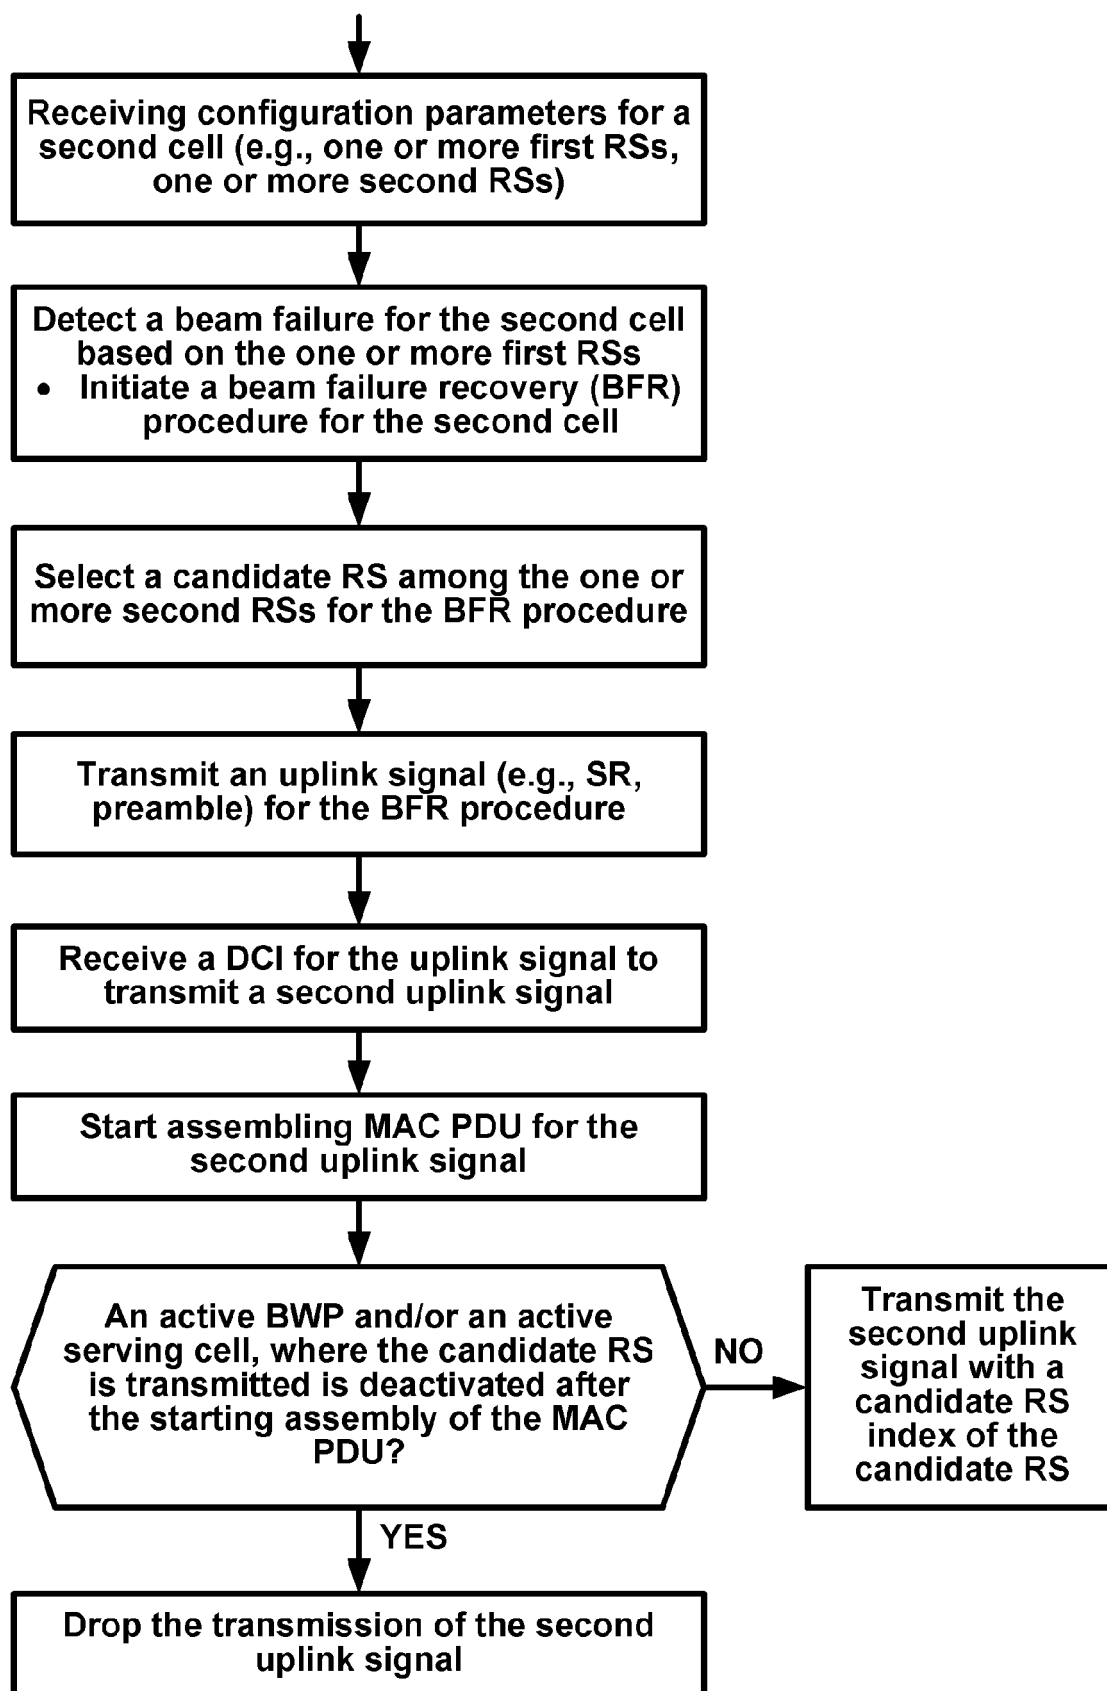 Receiving configuration parameters for a
second cell (e.g., one or more first RSs,
one or more second RSs)
Detect a beam failure for the second cell
based on the one or more first RSs
• Initiate a beam failure recovery (BFR)
procedure for the second cell
Select a candidate RS among the one or
more second RSs for the BFR procedure
Transmit an uplink signal (e.g., SR,
preamble) for the BFR procedure
Receive a DCI for the uplink signal to
transmit a second uplink signal
Start assembling MAC PDU for the
second uplink signal
An active BWP and/or an active
serving cell, where the candidate RS
is transmitted is deactivated after
the starting assembly of the MAC
PDU?
NO
Transmit the
second uplink
signal with a
candidate RS
index of the
candidate RS
YES
Drop the transmission of the second
uplink signal